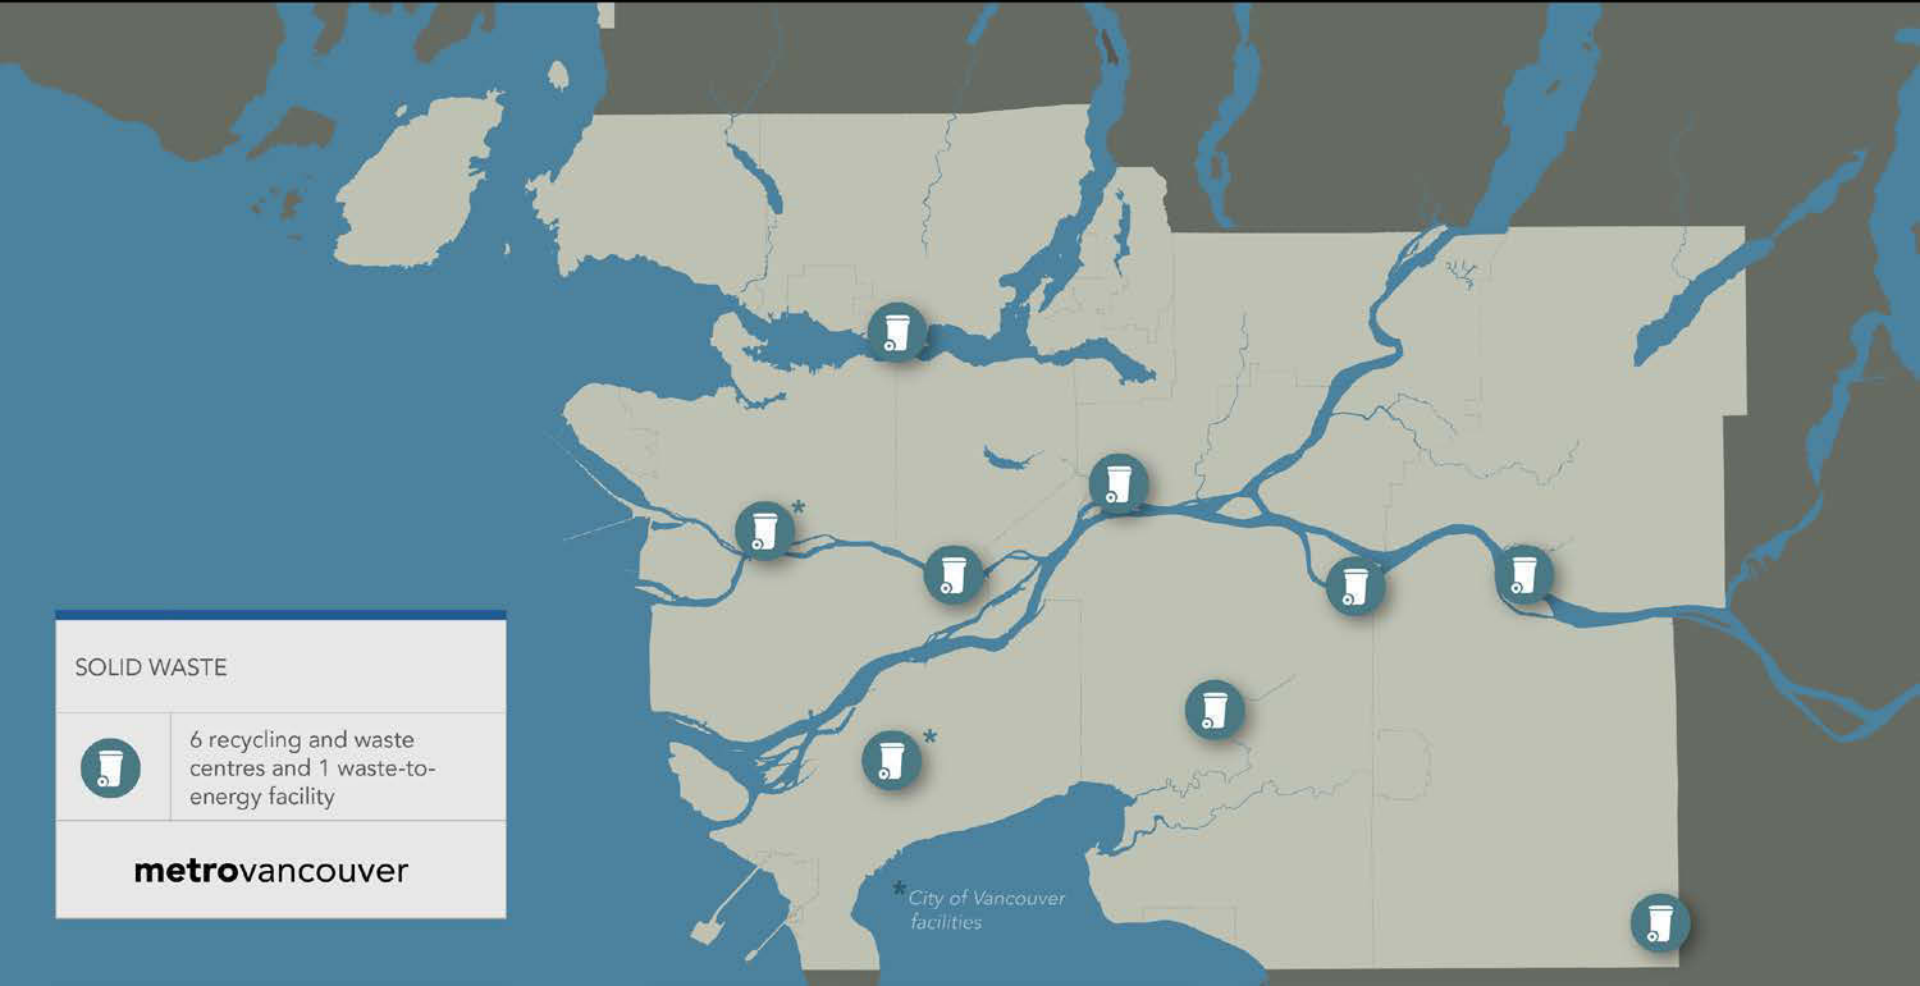 *
*
SOLID WASTE
6 recycling and waste
centres and 1 waste-to-
energy facility
metrovancouver
* City of Vancouver
facilities